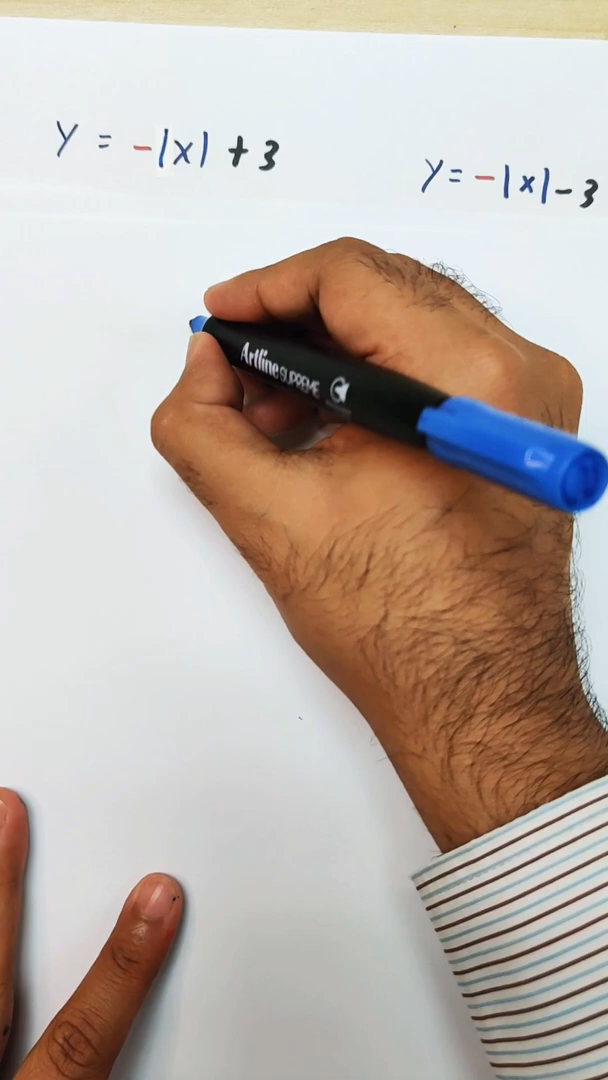 y = -|x| + 3
y = -|x| - 3
Artline SUPREME